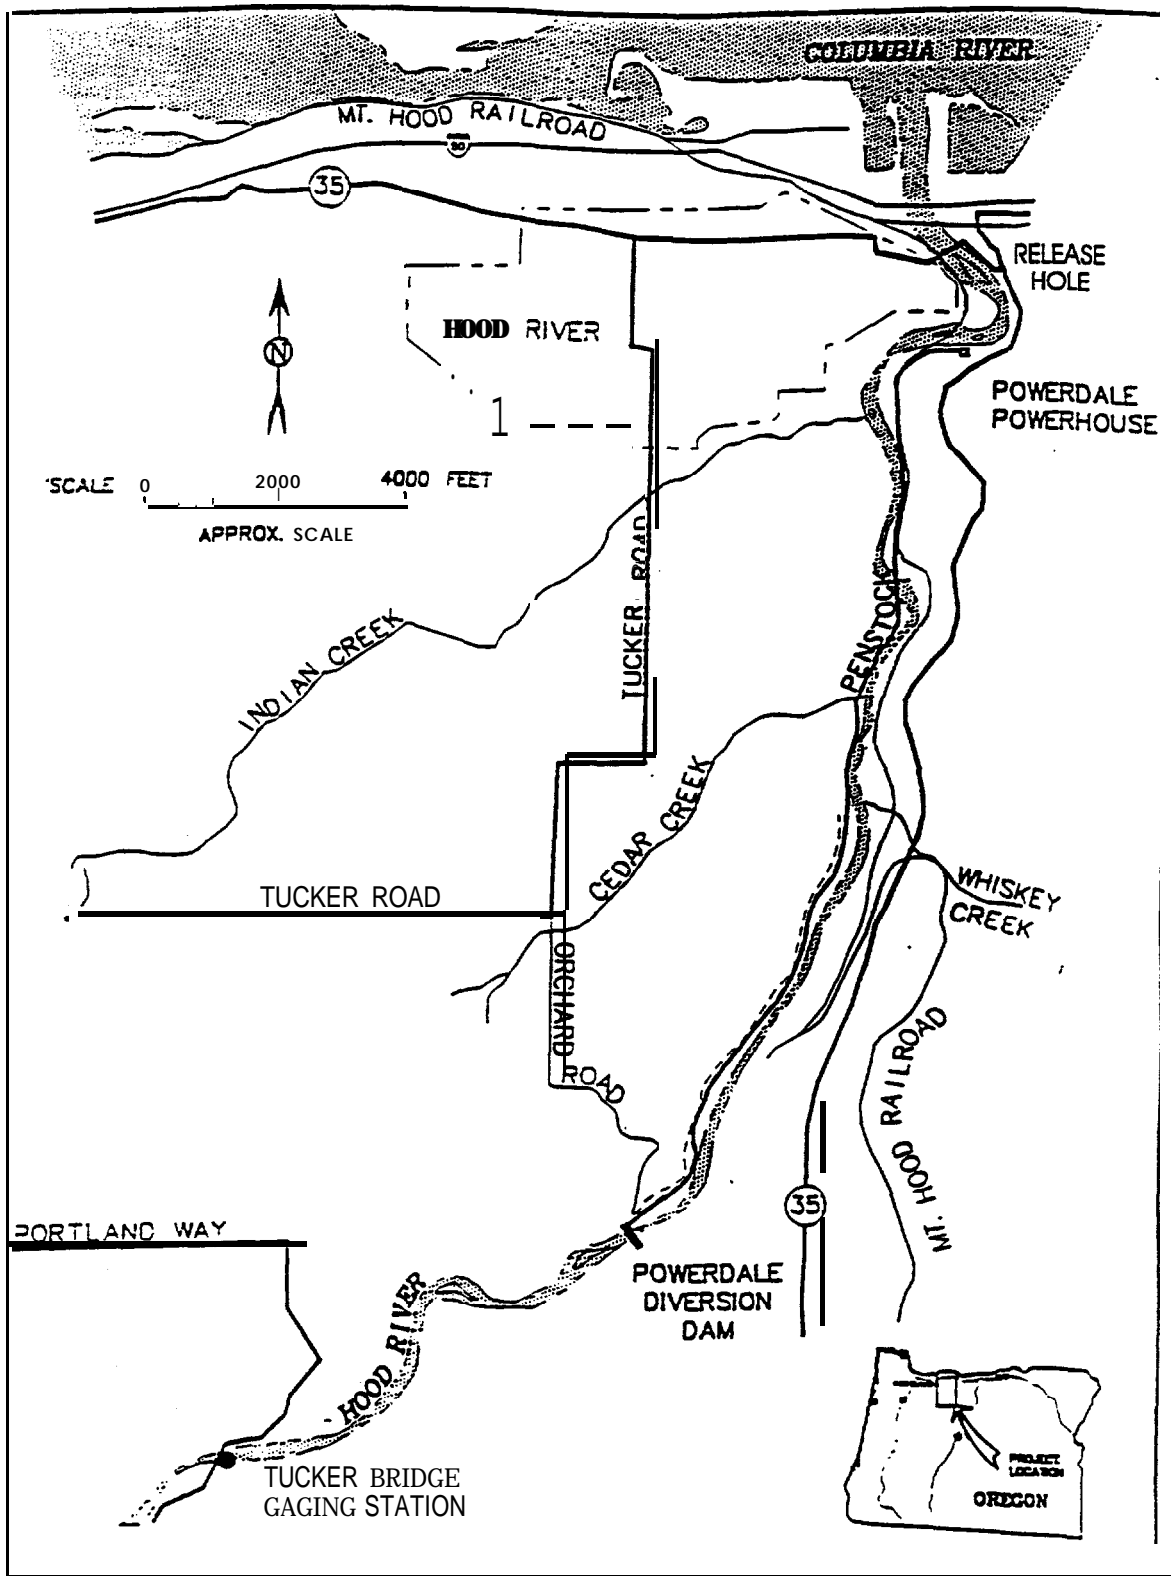 COLUMBIA RIVER
MT. HOOD RAILROAD
35
RELEASE
HOLE
HOOD RIVER
N
POWERDALE
POWERHOUSE
1
SCALE 0 2000 4000 FEET
APPROX. SCALE
TUCKER ROAD
PENSTOCK
INDIAN CREEK
CEDAR CREEK
TUCKER ROAD
WHISKEY
CREEK
ORCHARD
ROAD
MT. HOOD RAILROAD
35
PORTLAND WAY
POWERDALE
DIVERSION
DAM
HOOD RIVER
TUCKER BRIDGE
GAGING STATION
PROJECT
LOCATION
OREGON